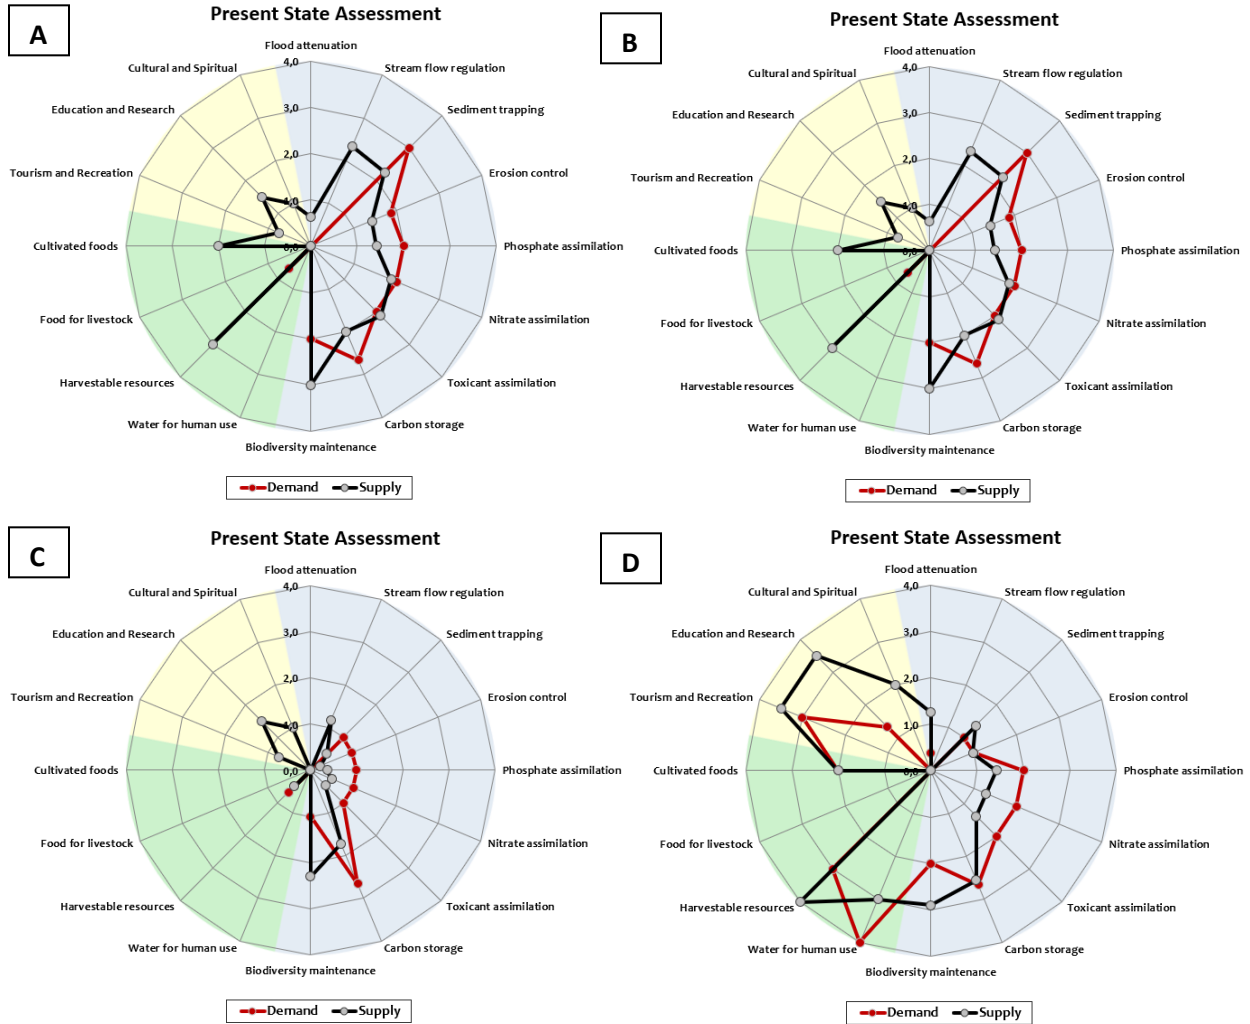 A
Present State Assessment
Flood attenuation
Stream flow regulation
Sediment trapping
Erosion control
Phosphate assimilation
Nitrate assimilation
Toxicant assimilation
Carbon storage
Biodiversity maintenance
Water for human use
Harvestable resources
Food for livestock
Cultivated foods
Tourism and Recreation
Education and Research
Cultural and Spiritual
4,0
3,0
2,0
1,0
0,0
Demand Supply
B
Present State Assessment
Flood attenuation
Stream flow regulation
Sediment trapping
Erosion control
Phosphate assimilation
Nitrate assimilation
Toxicant assimilation
Carbon storage
Biodiversity maintenance
Water for human use
Harvestable resources
Food for livestock
Cultivated foods
Tourism and Recreation
Education and Research
Cultural and Spiritual
4,0
3,0
2,0
1,0
0,0
Demand Supply
C
Present State Assessment
Flood attenuation
Stream flow regulation
Sediment trapping
Erosion control
Phosphate assimilation
Nitrate assimilation
Toxicant assimilation
Carbon storage
Biodiversity maintenance
Water for human use
Harvestable resources
Food for livestock
Cultivated foods
Tourism and Recreation
Education and Research
Cultural and Spiritual
4,0
3,0
2,0
1,0
0,0
Demand Supply
D
Present State Assessment
Flood attenuation
Stream flow regulation
Sediment trapping
Erosion control
Phosphate assimilation
Nitrate assimilation
Toxicant assimilation
Carbon storage
Biodiversity maintenance
Water for human use
Harvestable resources
Food for livestock
Cultivated foods
Tourism and Recreation
Education and Research
Cultural and Spiritual
4,0
3,0
2,0
1,0
0,0
Demand Supply